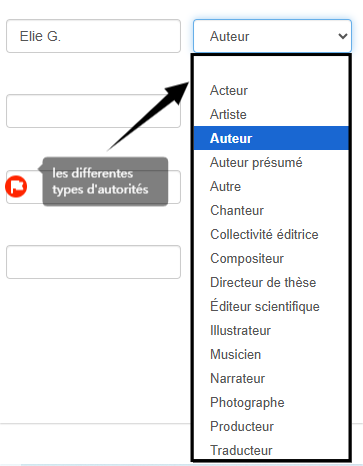 Elie G.
Auteur
Acteur
Artiste
Auteur
Auteur présumé
Autre
Chanteur
Collectivité éditrice
Compositeur
Directeur de thèse
Éditeur scientifique
Illustrateur
Musicien
Narrateur
Photographe
Producteur
Traducteur
les differentes
types d'autorités